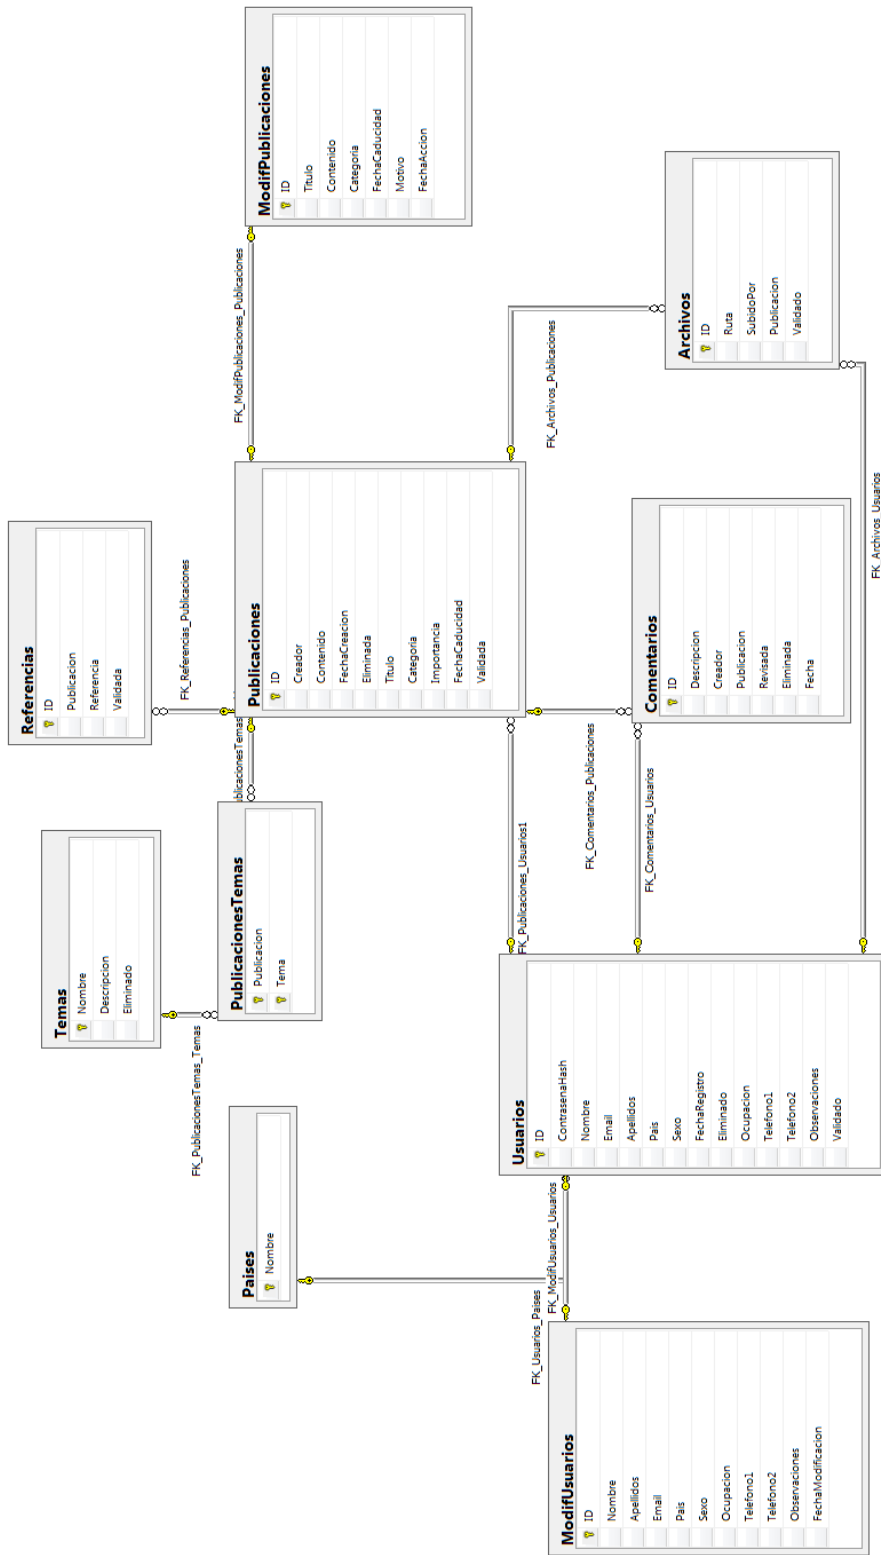 Referencias
ID
Publicacion
Referencia
Validada
Temas
Nombre
Descripcion
Eliminado
FK_Referencias_Publicaciones
FK_PublicacionesTemas_Temas
Paises
Nombre
PublicacionesTemas
Publicacion
Tema
ublicacionesTemas
Publicaciones
ID
Creador
Contenido
FechaCreacion
Eliminada
Titulo
Categoria
Importancia
FechaCaducidad
Validada
FK_ModifPublicaciones_Publicaciones
ModifPublicaciones
ID
Titulo
Contenido
Categoria
FechaCaducidad
Motivo
FechaAccion
FK_Usuarios_Paises
FK_ModifUsuarios_Usuarios
FK_Publicaciones_Usuarios1
FK_Archivos_Publicaciones
FK_Comentarios_Publicaciones
FK_Comentarios_Usuarios
ModifUsuarios
ID
Nombre
Apellidos
Email
Pais
Sexo
Ocupacion
Telefono1
Telefono2
Observaciones
FechaModificacion
Usuarios
ID
ContrasenaHash
Nombre
Email
Apellidos
Pais
Sexo
FechaRegistro
Eliminado
Ocupacion
Telefono1
Telefono2
Observaciones
Validado
Comentarios
ID
Descripcion
Creador
Publicacion
Revisada
Eliminada
Fecha
Archivos
ID
Ruta
SubidoPor
Publicacion
Validado
FK_Archivos_Usuarios